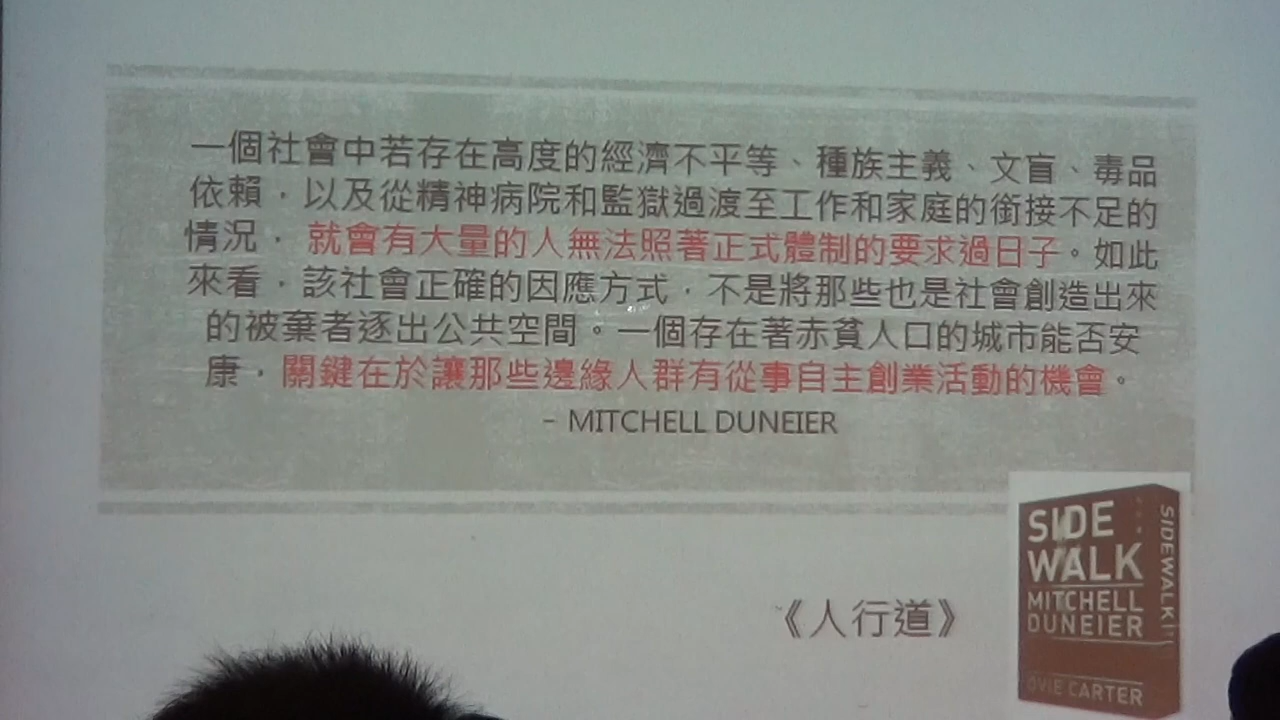 一個社會中若存在高度的經濟不平等、種族主義、文盲、毒品
依賴，以及從精神病院和監獄過渡至工作和家庭的銜接不足的
情況， 就會有大量的人無法照著正式體制的要求過日子。如此
來看，該社會正確的因應方式，不是將那些也是社會創造出來
的被棄者逐出公共空間。一個存在著赤貧人口的城市能否安
康，關鍵在於讓那些邊緣人群有從事自主創業活動的機會。
– MITCHELL DUNEIER
《人行道》
SIDE
WALK
MITCHELL
DUNEIER
OVIE CARTER
SIDEWALK